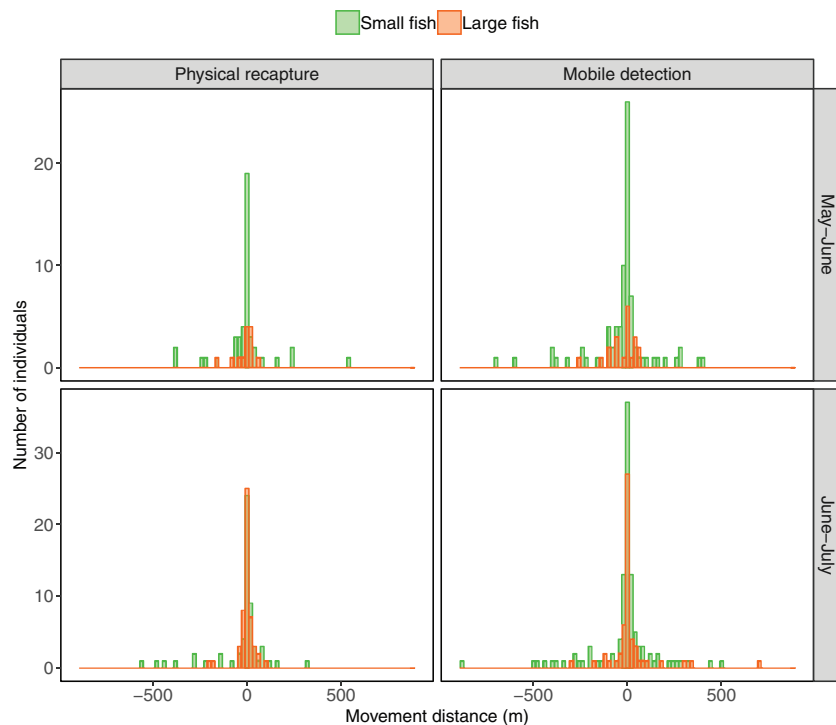 Small fish Large fish
Physical recapture
Mobile detection
Number of individuals
20
10
0
May–June
30
20
10
0
June–July
−500 0 500
−500 0 500
Movement distance (m)